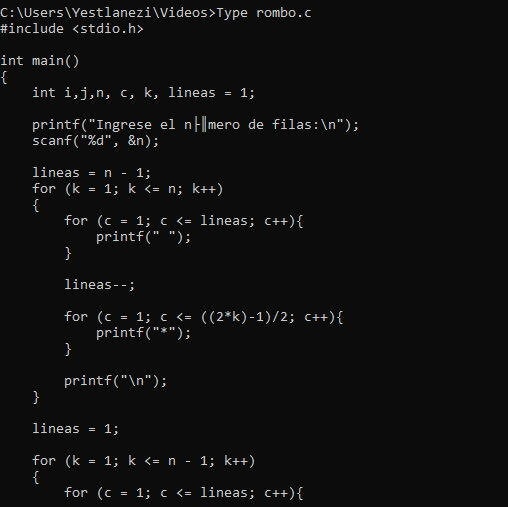 C:\Users\Yestlanezi\Videos>Type rombo.c
#include <stdio.h>
int main()
{
    int i,j,n, c, k, lineas = 1;
    printf("Ingrese el n├║mero de filas:\n");
    scanf("%d", &n);
    lineas = n - 1;
    for (k = 1; k <= n; k++)
    {
        for (c = 1; c <= lineas; c++){
            printf(" ");
        }
        lineas--;
        for (c = 1; c <= ((2*k)-1)/2; c++){
            printf("*");
        }
        printf("\n");
    }
    lineas = 1;
    for (k = 1; k <= n - 1; k++)
    {
        for (c = 1; c <= lineas; c++){